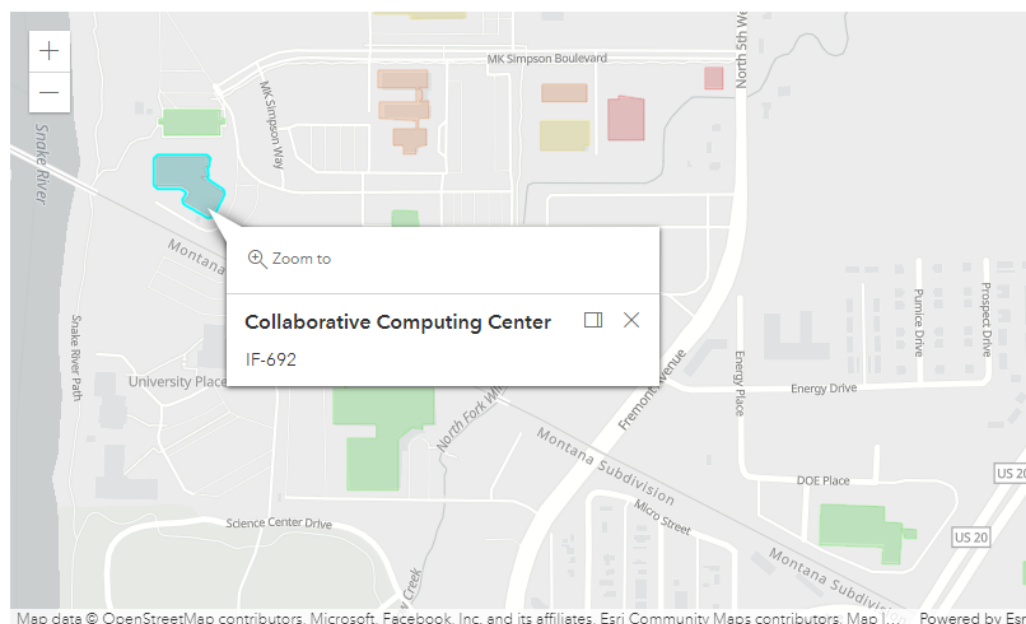 +
−
MK Simpson Boulevard
North 5th We
MK Simpson Way
Snake River
Montana
Zoom to
Collaborative Computing Center
IF-692
Snake River Path
University Place
Fremont Avenue
North Fork Wi
Energy Place
Energy Drive
Pumice Drive
Prospect Drive
Montana Subdivision
DOE Place
US 20
Micro Street
Science Center Drive
US 20
Montana Subdivis
w Creek
Map data © OpenStreetMap contributors, Microsoft, Facebook, Inc. and its affiliates, Esri Community Maps contributors; Map l... Powered by Esri